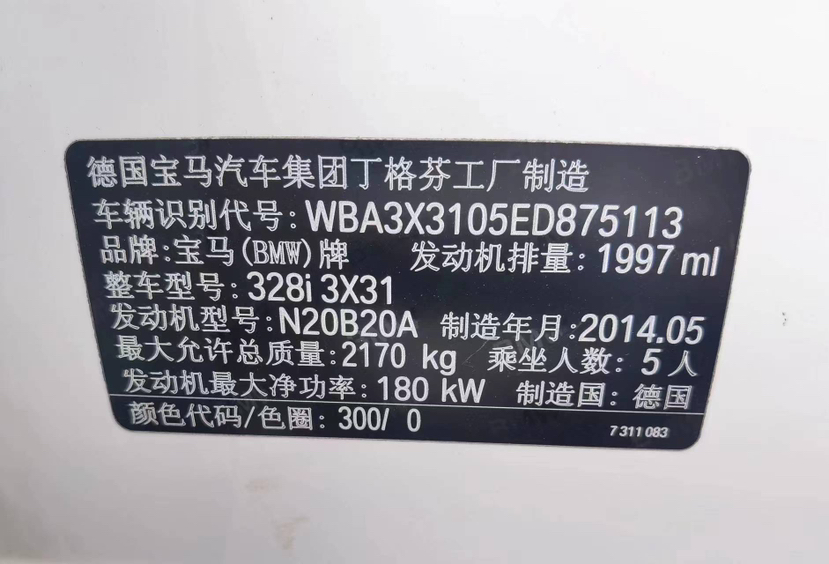 德国宝马汽车集团丁格芬工厂制造
车辆识别代号: WBA3X3105ED875113
品牌: 宝马(BMW)牌 发动机排量: 1997 ml
整车型号: 328i 3X31
发动机型号: N20B20A 制造年月: 2014.05
最大允许总质量: 2170 kg 乘坐人数: 5 人
发动机最大净功率: 180 kW 制造国: 德国
颜色代码/色圈: 300/ 0 7 311 083